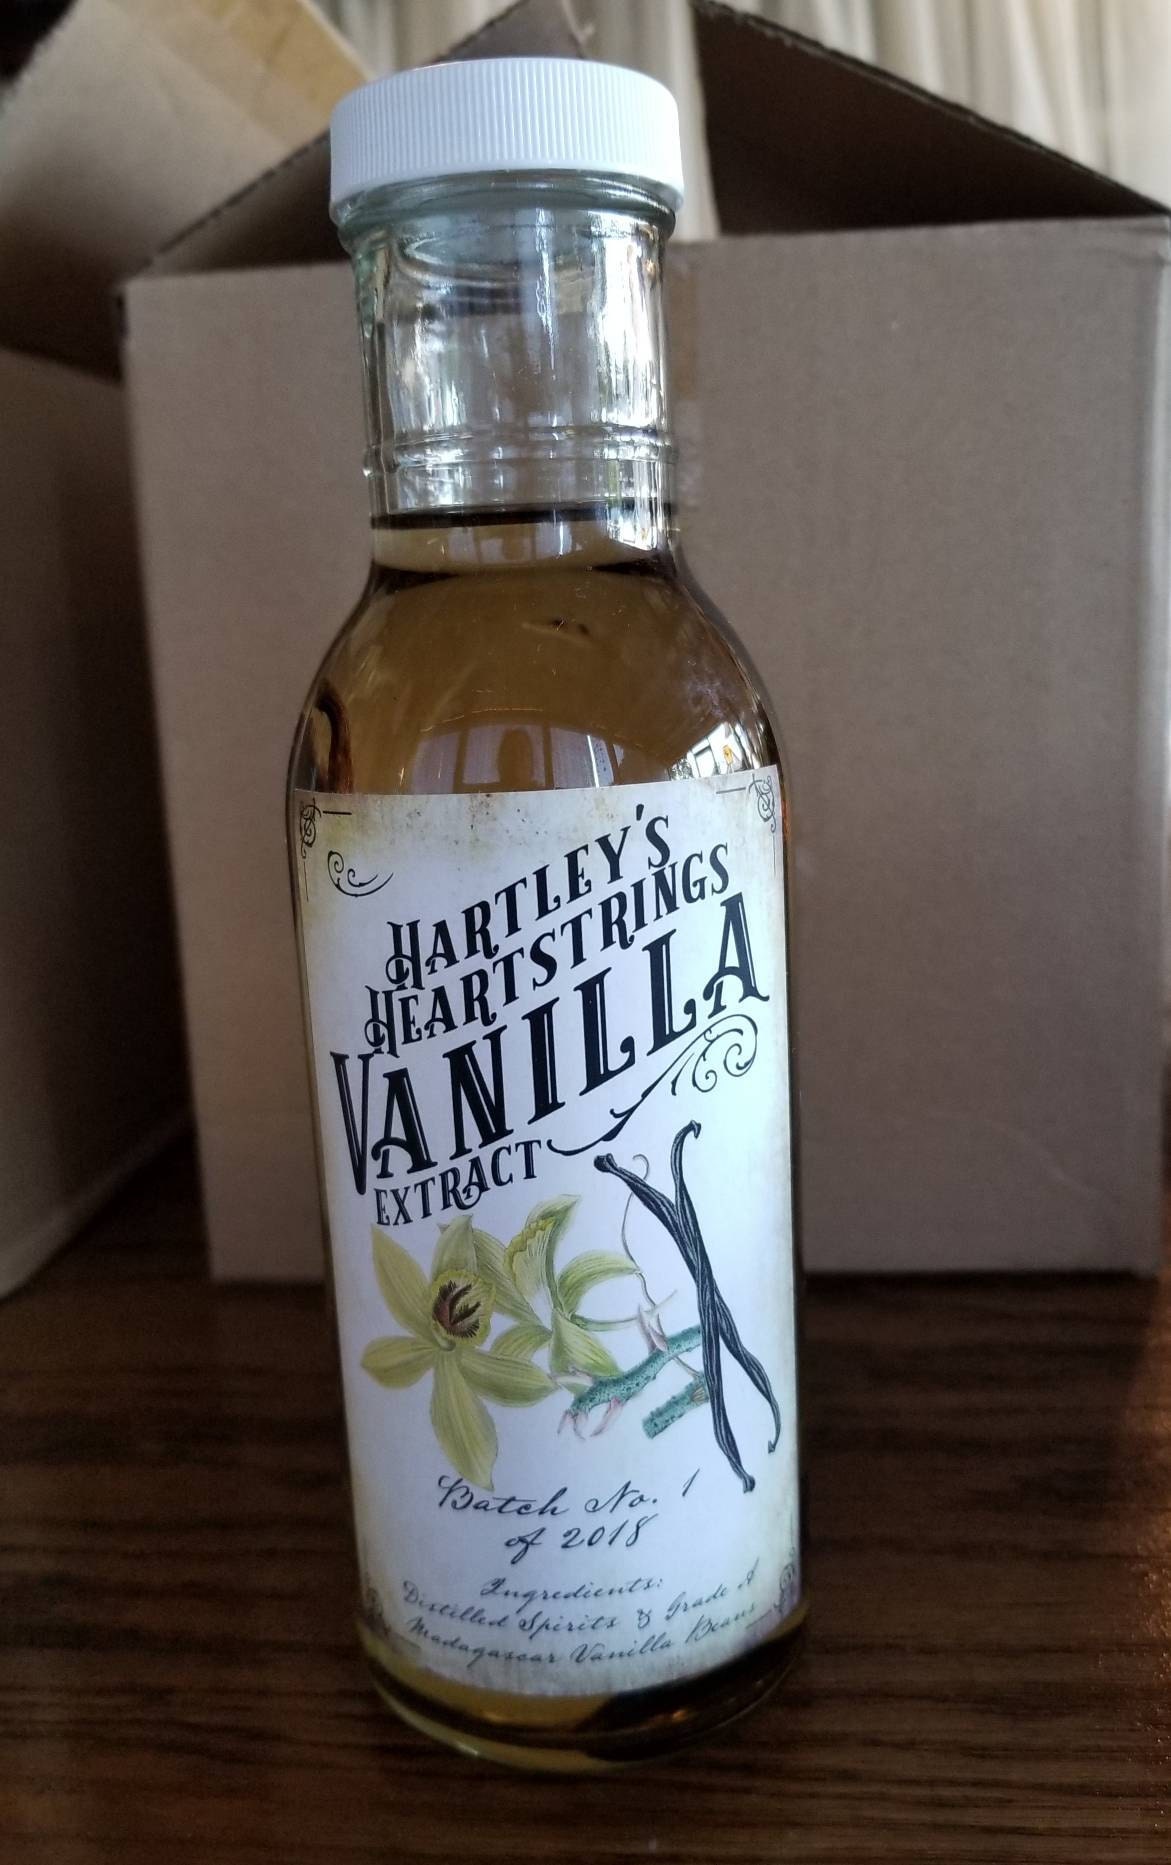 HARTLEY'S
HEARTSTRINGS
VANILLA
EXTRACT
Batch No. 1
of 2018
Ingredients:
Distilled Spirits & Grade A
Madagascar Vanilla Beans